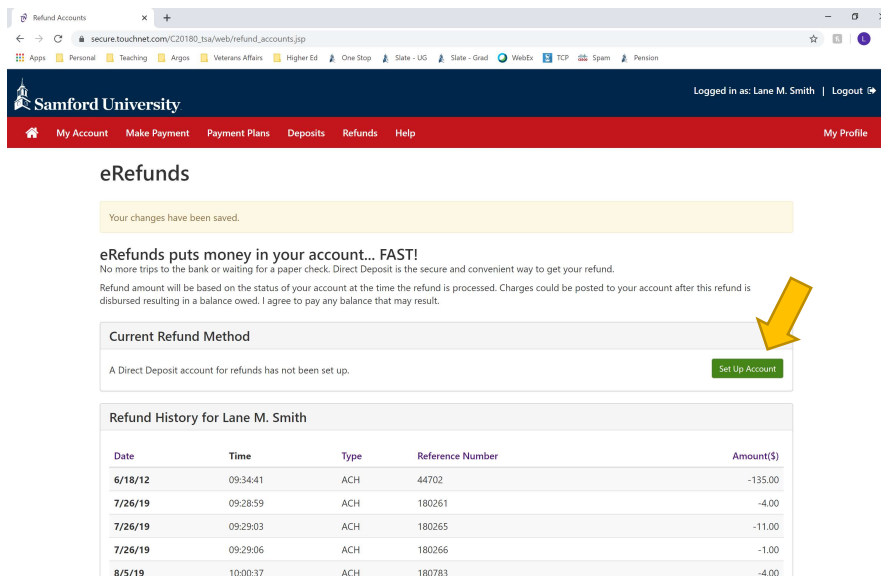 Refund Accounts
secure.touchnet.com/C20180_tsa/web/refund_accounts.jsp
L
Apps Personal Teaching Argos Veterans Affairs Higher Ed One Stop Slate - UG Slate - Grad WebEx TCP Spam Pension
Samford University
Logged in as: Lane M. Smith | Logout
My Account Make Payment Payment Plans Deposits Refunds Help My Profile
eRefunds
Your changes have been saved.
eRefunds puts money in your account... FAST!
No more trips to the bank or waiting for a paper check. Direct Deposit is the secure and convenient way to get your refund.
Refund amount will be based on the status of your account at the time the refund is processed. Charges could be posted to your account after this refund is
disbursed resulting in a balance owed. I agree to pay any balance that may result.
Current Refund Method
A Direct Deposit account for refunds has not been set up. Set Up Account
Refund History for Lane M. Smith
Date Time Type Reference Number Amount($)
6/18/12 09:34:41 ACH 44702 -135.00
7/26/19 09:28:59 ACH 180261 -4.00
7/26/19 09:29:03 ACH 180265 -11.00
7/26/19 09:29:06 ACH 180266 -1.00
8/5/19 10:00:37 ACH 180783 -4.00